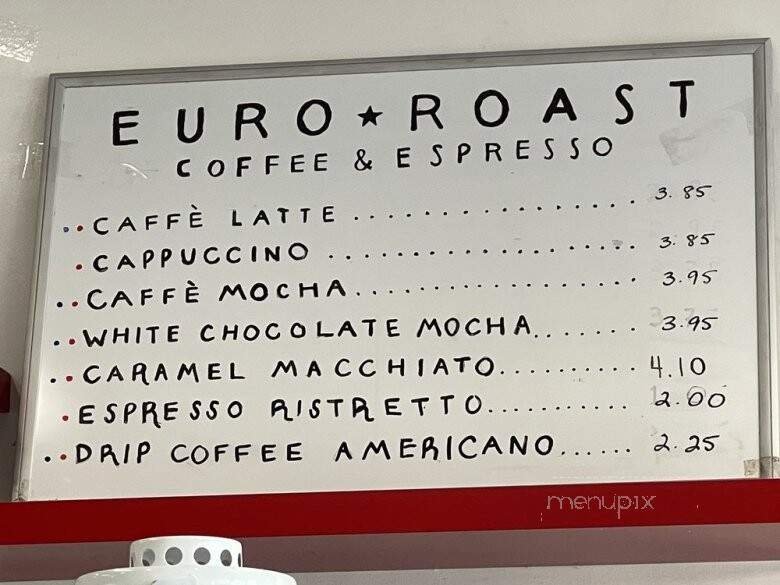 EURO★ROAST
COFFEE & ESPRESSO
..CAFFÈ LATTE ................ 3.85
.CAPPUCCINO .................. 3.85
..CAFFÈ MOCHA................ 3.95
..WHITE CHOCOLATE MOCHA....... 3.95
..CARAMEL MACCHIATO.......... 4.10
.ESPRESSO RISTRETTO........... 2.00
..DRIP COFFEE AMERICANO...... 2.25
menupix